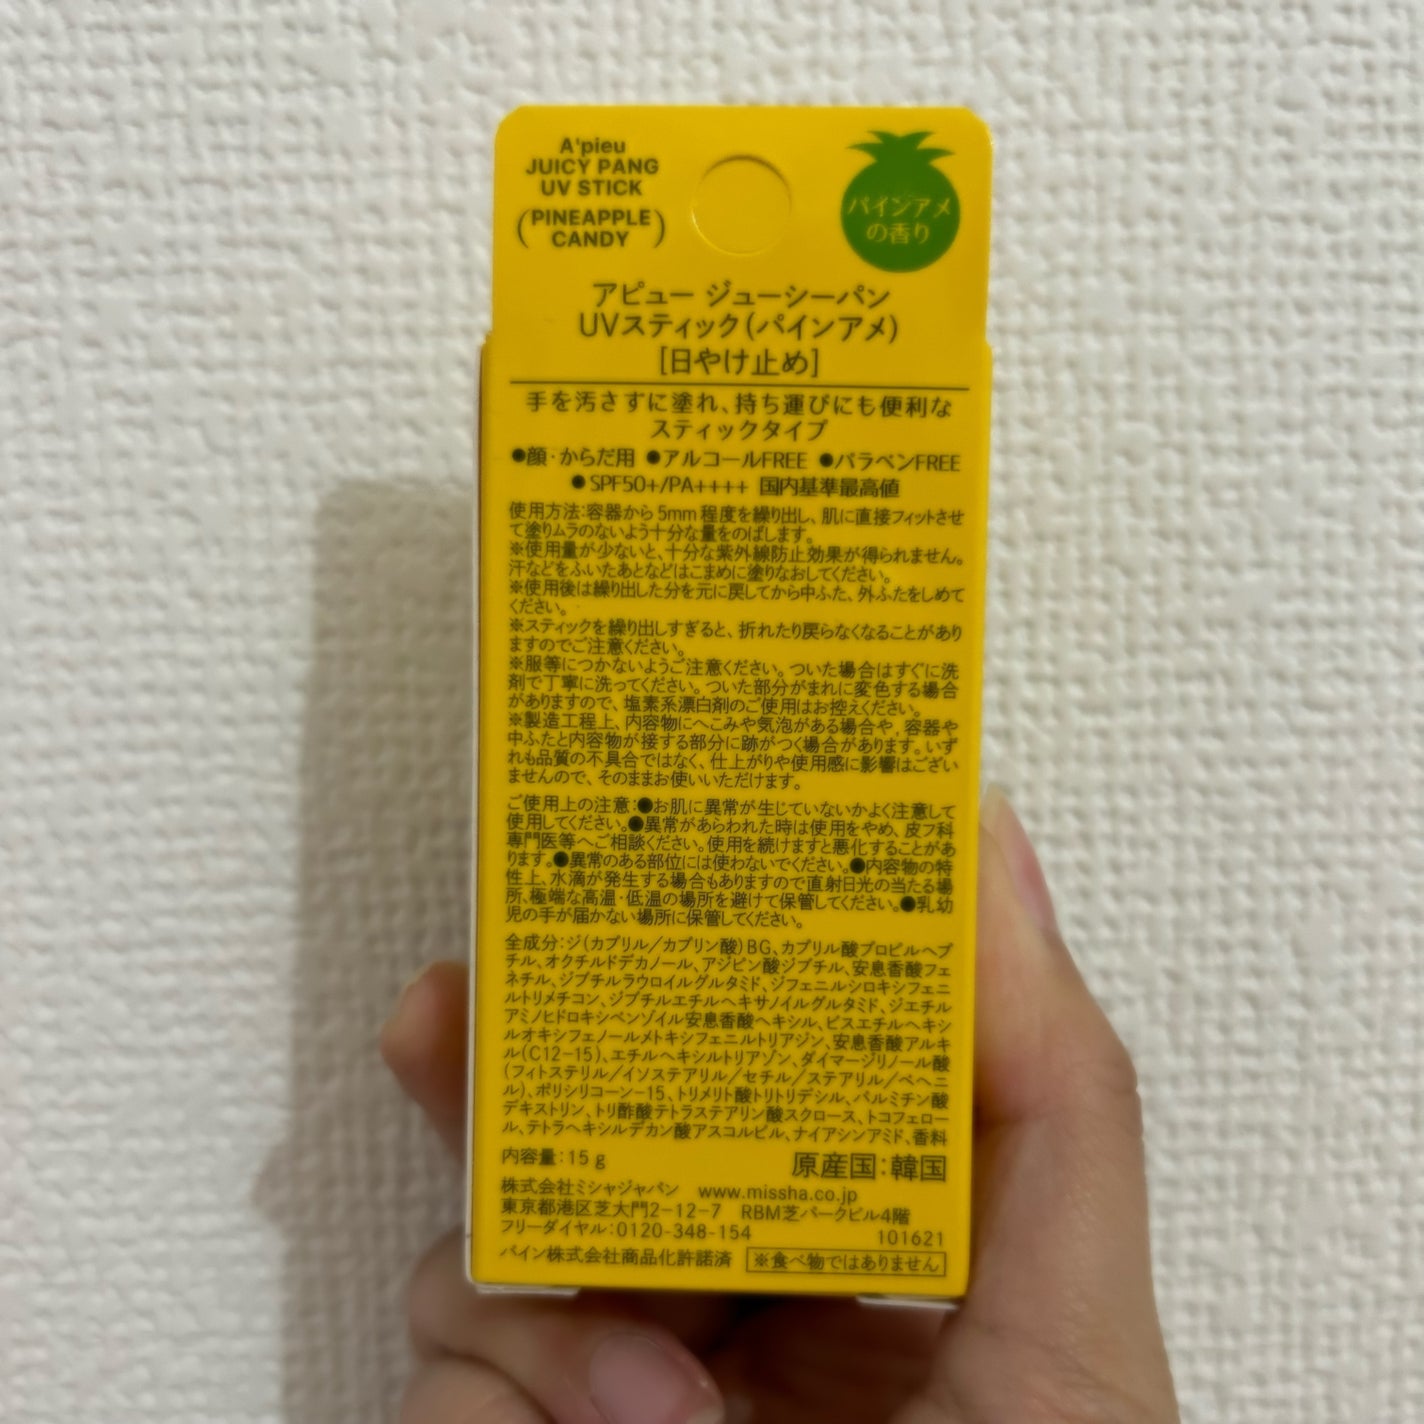 A'pieu
JUICY PANG
UV STICK
(PINEAPPLE
CANDY)
パインアメ
の香り
アピュー ジューシーパン
UVスティック(パインアメ)
[日やけ止め]
手を汚さずに塗れ、持ち運びにも便利な
スティックタイプ
●顔・からだ用 ●アルコールFREE ●パラベンFREE
●SPF50+/PA++++ 国内基準最高値
使用方法:容器から5mm程度を繰り出し、肌に直接フィットさせ
て塗りムラのないよう十分な量をのばします。
※使用量が少ないと、十分な紫外線防止効果が得られません。
汗などをふいたあとなどはこまめに塗りなおしてください。
※使用後は繰り出した分を元に戻してから中ふた、外ふたをしめて
ください。
※スティックを繰り出しすぎると、折れたり戻らなくなることがあり
ますのでご注意ください。
※服等につかないようご注意ください。ついた場合はすぐに洗
剤で丁寧に洗ってください。ついた部分がまれに変色する場合
がありますので、塩素系漂白剤のご使用はお控えください。
※製造工程上、内容物にへこみや気泡がある場合や、容器や
中ふたと内容物が接する部分に跡がつく場合があります。いず
れも品質の不具合ではなく、仕上がりや使用感に影響はござい
ませんので、そのままお使いいただけます。
ご使用上の注意:●お肌に異常が生じていないかよく注意して
使用してください。●異常があらわれた時は使用をやめ、皮フ科
専門医等へご相談ください。使用を続けますと悪化することがあ
ります。●異常のある部位には使わないでください。●内容物の特
性上、水滴が発生する場合もありますので直射日光の当たる場
所、極端な高温・低温の場所を避けて保管してください。●乳幼
児の手が届かない場所に保管してください。
全成分:ジ(カプリル/カプリン酸)BG、カプリル酸プロピルヘプ
チル、オクチルドデカノール、アジピン酸ジブチル、安息香酸フェ
ネチル、ジブチルラウロイルグルタミド、ジフェニルシロキシフェニ
ルトリメチコン、ジブチルエチルヘキサノイルグルタミド、ジエチル
アミノヒドロキシベンゾイル安息香酸ヘキシル、ビスエチルヘキシ
ルオキシフェノールメトキシフェニルトリアジン、安息香酸アルキ
ル(C12-15)、エチルヘキシルトリアゾン、ダイマージリノール酸
(フィトステリル/イソステアリル/セチル/ステアリル/ベヘニ
ル)、ポリシリコーン-15、トリメリト酸トリトリデシル、パルミチン酸
デキストリン、トリ酢酸テトラステアリン酸スクロース、トコフェロー
ル、テトラヘキシルデカン酸アスコルビル、ナイアシンアミド、香料
内容量:15g
原産国:韓国
株式会社ミシャジャパン www.missha.co.jp
東京都港区芝大門2-12-7 RBM芝パークビル4階
フリーダイヤル:0120-348-154
101621
パイン株式会社商品化許諾済
※食べ物ではありません